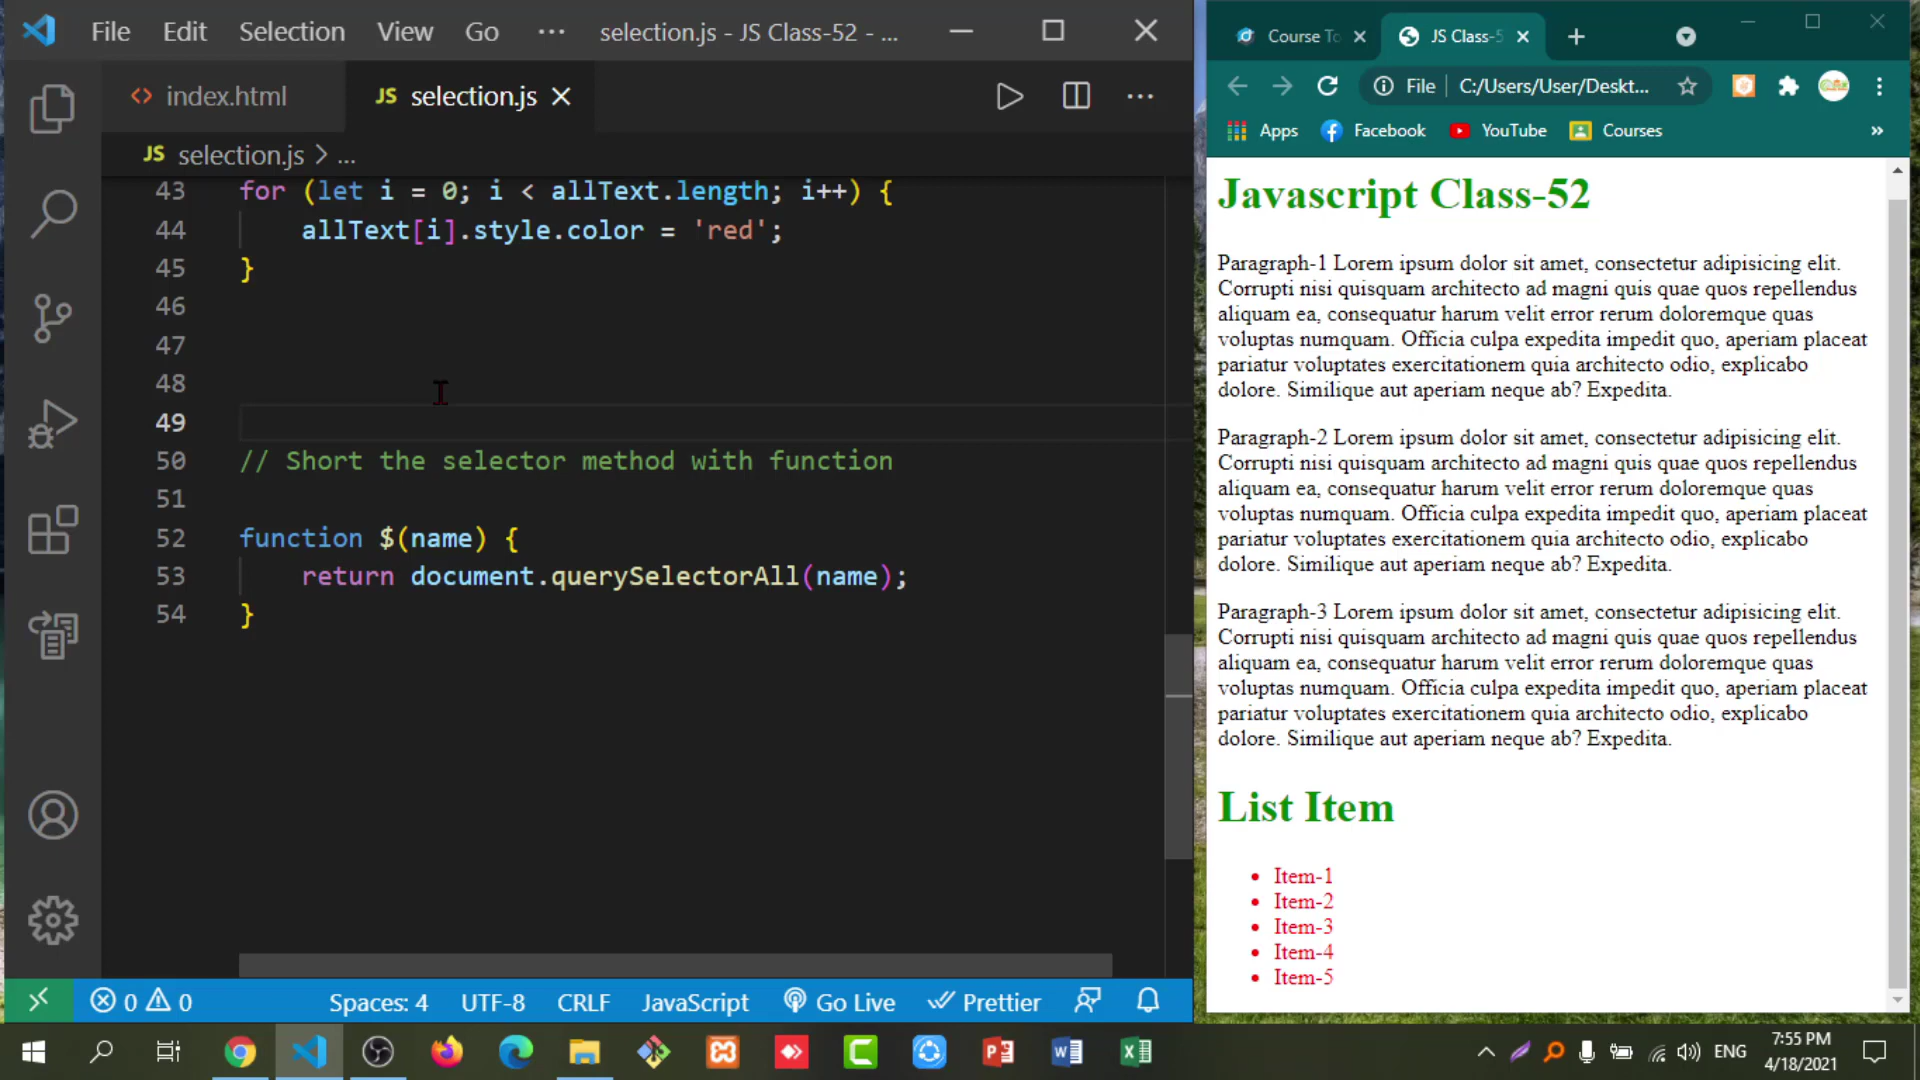 File Edit Selection View Go ··· selection.js - JS Class-52 - ...
<> index.html
JS selection.js
JS selection.js > ...
43 for (let i = 0; i < allText.length; i++) {
44 allText[i].style.color = 'red';
45 }
46
47
48
49
50 // Short the selector method with function
51
52 function $(name) {
53 return document.querySelectorAll(name);
54 }
0 0 Spaces: 4 UTF-8 CRLF JavaScript Go Live Prettier
JS Class-5
File C:/Users/User/Deskt...
Apps Facebook YouTube Courses »
Javascript Class-52
Paragraph-1 Lorem ipsum dolor sit amet, consectetur adipisicing elit.
Corrupti nisi quisquam architecto ad magni quis quae quos repellendus
aliquam ea, consequatur harum velit error rerum doloremque quas
voluptas numquam. Officia culpa expedita impedit quo, aperiam placeat
pariatur voluptates exercitationem quia architecto odio, explicabo
dolore. Similique aut aperiam neque ab? Expedita.
Paragraph-2 Lorem ipsum dolor sit amet, consectetur adipisicing elit.
Corrupti nisi quisquam architecto ad magni quis quae quos repellendus
aliquam ea, consequatur harum velit error rerum doloremque quas
voluptas numquam. Officia culpa expedita impedit quo, aperiam placeat
pariatur voluptates exercitationem quia architecto odio, explicabo
dolore. Similique aut aperiam neque ab? Expedita.
Paragraph-3 Lorem ipsum dolor sit amet, consectetur adipisicing elit.
Corrupti nisi quisquam architecto ad magni quis quae quos repellendus
aliquam ea, consequatur harum velit error rerum doloremque quas
voluptas numquam. Officia culpa expedita impedit quo, aperiam placeat
pariatur voluptates exercitationem quia architecto odio, explicabo
dolore. Similique aut aperiam neque ab? Expedita.
List Item
• Item-1
• Item-2
• Item-3
• Item-4
• Item-5
ENG
7:55 PM
4/18/2021